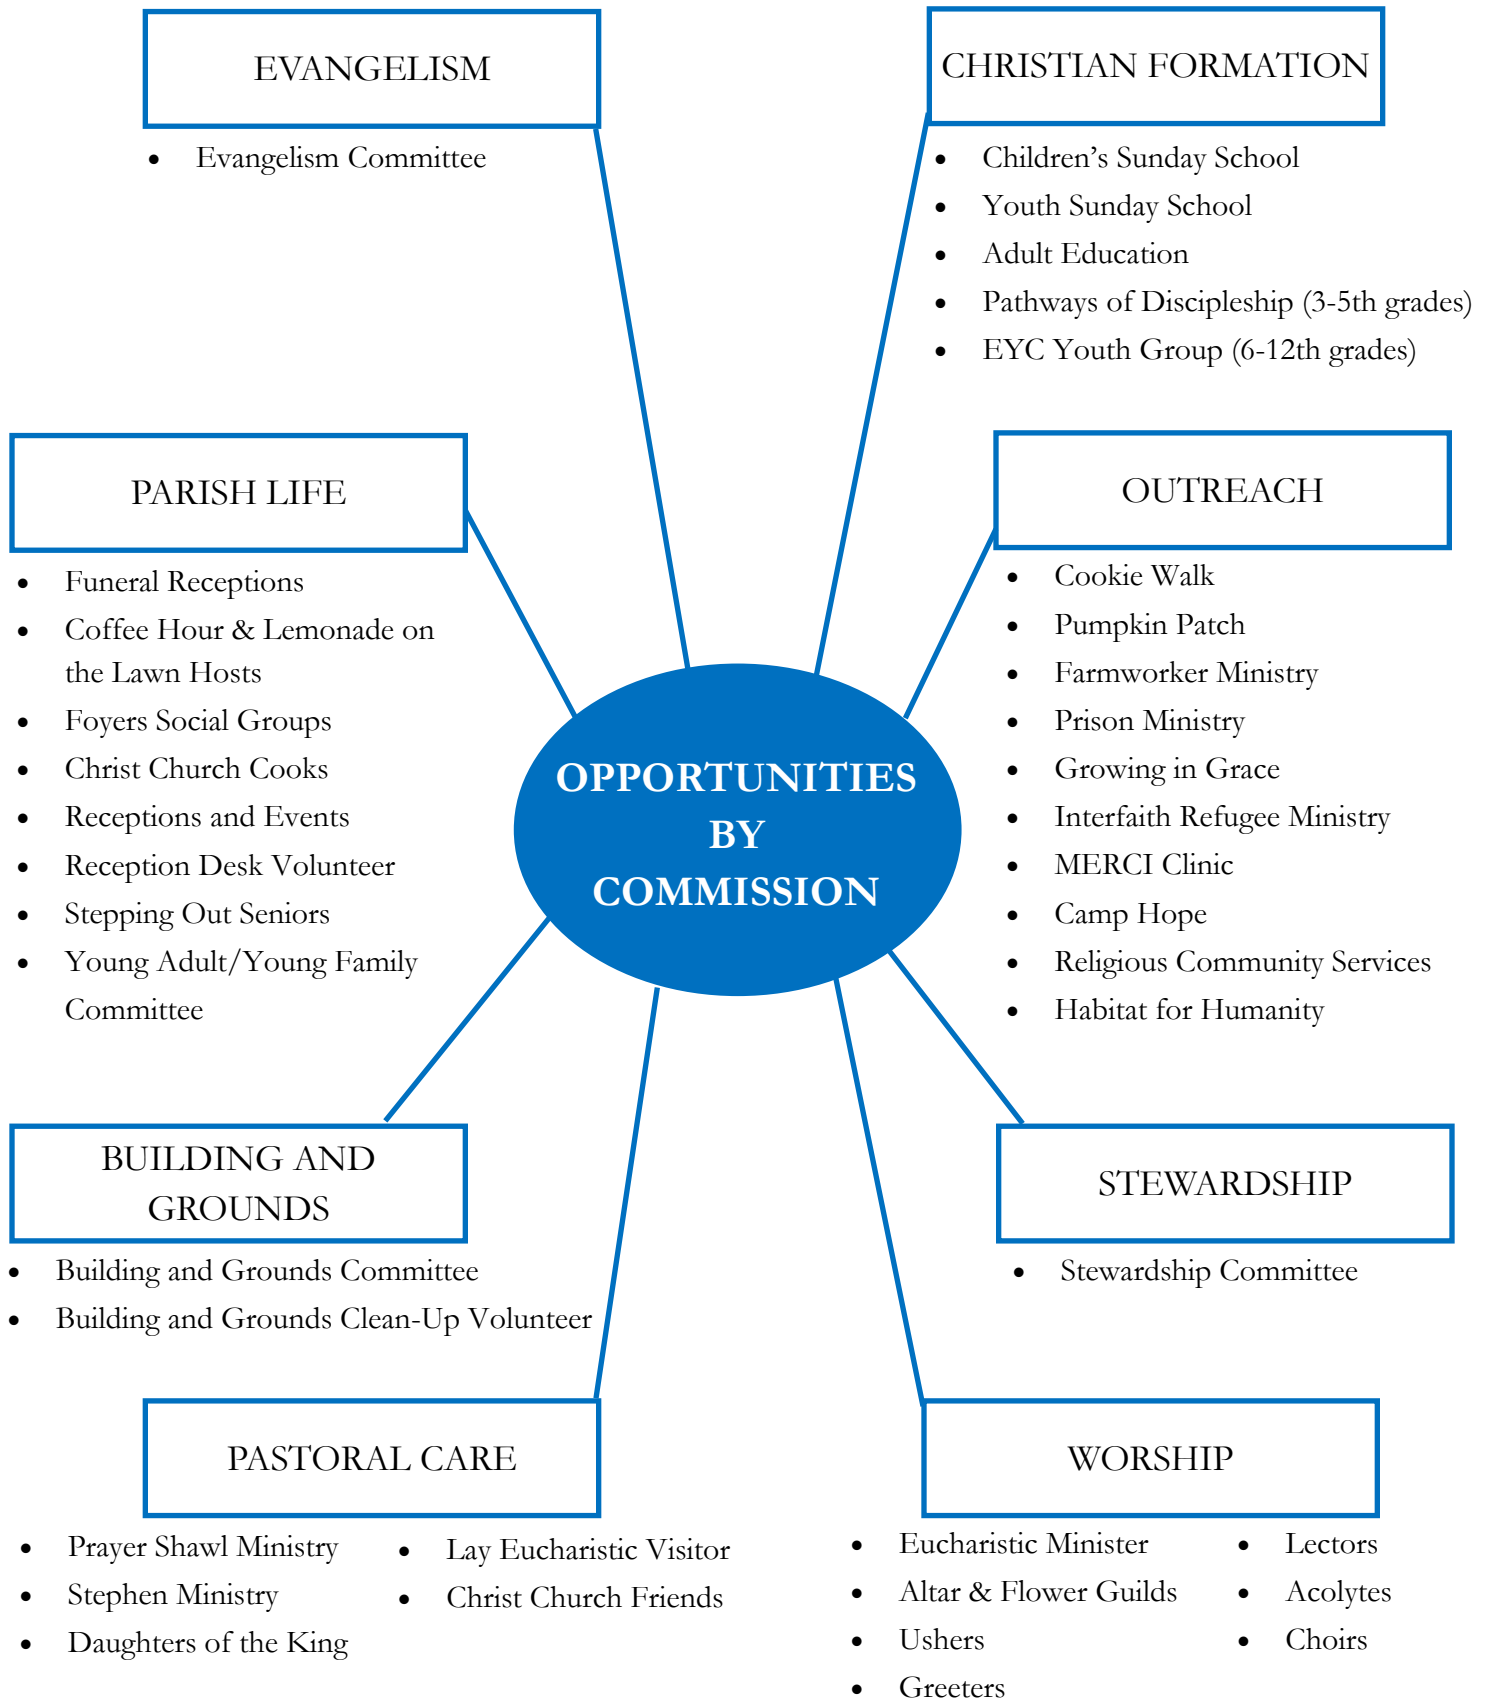 EVANGELISM
• Evangelism Committee
CHRISTIAN FORMATION
• Children’s Sunday School
• Youth Sunday School
• Adult Education
• Pathways of Discipleship (3-5th grades)
• EYC Youth Group (6-12th grades)
PARISH LIFE
• Funeral Receptions
• Coffee Hour & Lemonade on
the Lawn Hosts
• Foyers Social Groups
• Christ Church Cooks
• Receptions and Events
• Reception Desk Volunteer
• Stepping Out Seniors
• Young Adult/Young Family
Committee
OUTREACH
• Cookie Walk
• Pumpkin Patch
• Farmworker Ministry
• Prison Ministry
• Growing in Grace
• Interfaith Refugee Ministry
• MERCI Clinic
• Camp Hope
• Religious Community Services
• Habitat for Humanity
OPPORTUNITIES
BY
COMMISSION
BUILDING AND
GROUNDS
• Building and Grounds Committee
• Building and Grounds Clean-Up Volunteer
STEWARDSHIP
• Stewardship Committee
PASTORAL CARE
• Prayer Shawl Ministry
• Stephen Ministry
• Daughters of the King
• Lay Eucharistic Visitor
• Christ Church Friends
WORSHIP
• Eucharistic Minister
• Altar & Flower Guilds
• Ushers
• Greeters
• Lectors
• Acolytes
• Choirs